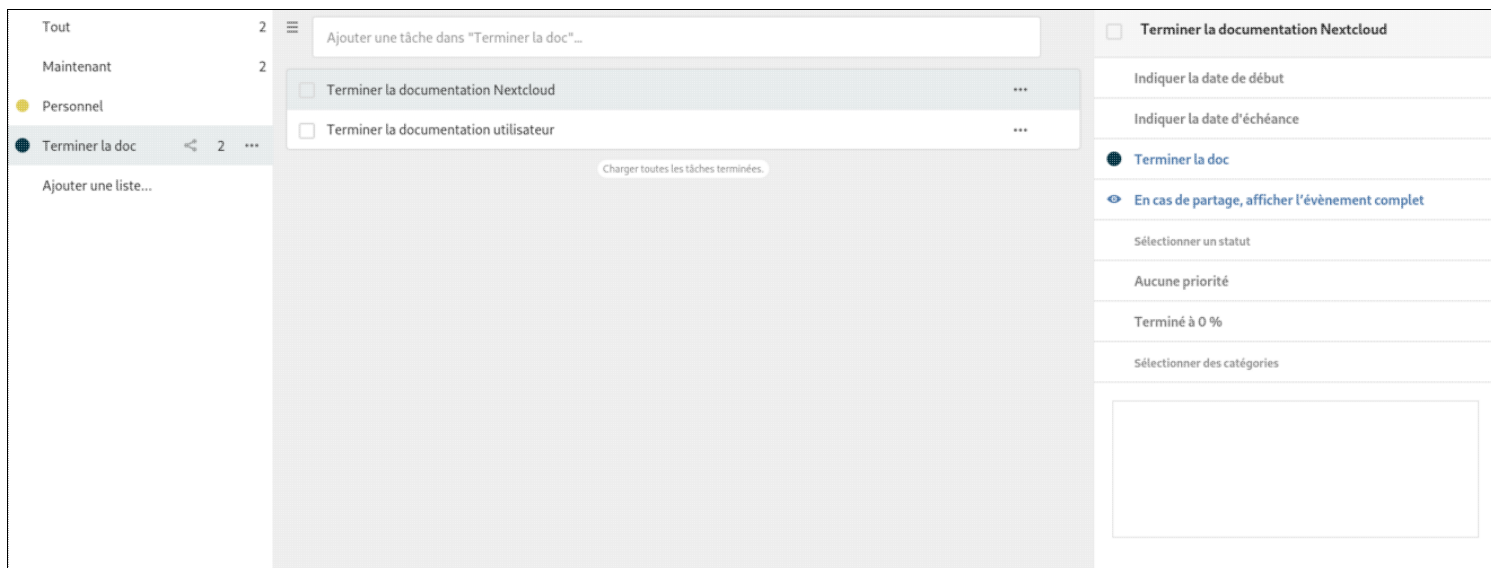 Tout 2
Maintenant 2
Personnel
Terminer la doc 2
Ajouter une liste...
Ajouter une tâche dans "Terminer la doc"...
Terminer la documentation Nextcloud
Terminer la documentation utilisateur
Charger toutes les tâches terminées.
Terminer la documentation Nextcloud
Indiquer la date de début
Indiquer la date d'échéance
Terminer la doc
En cas de partage, afficher l'évènement complet
Sélectionner un statut
Aucune priorité
Terminé à 0 %
Sélectionner des catégories